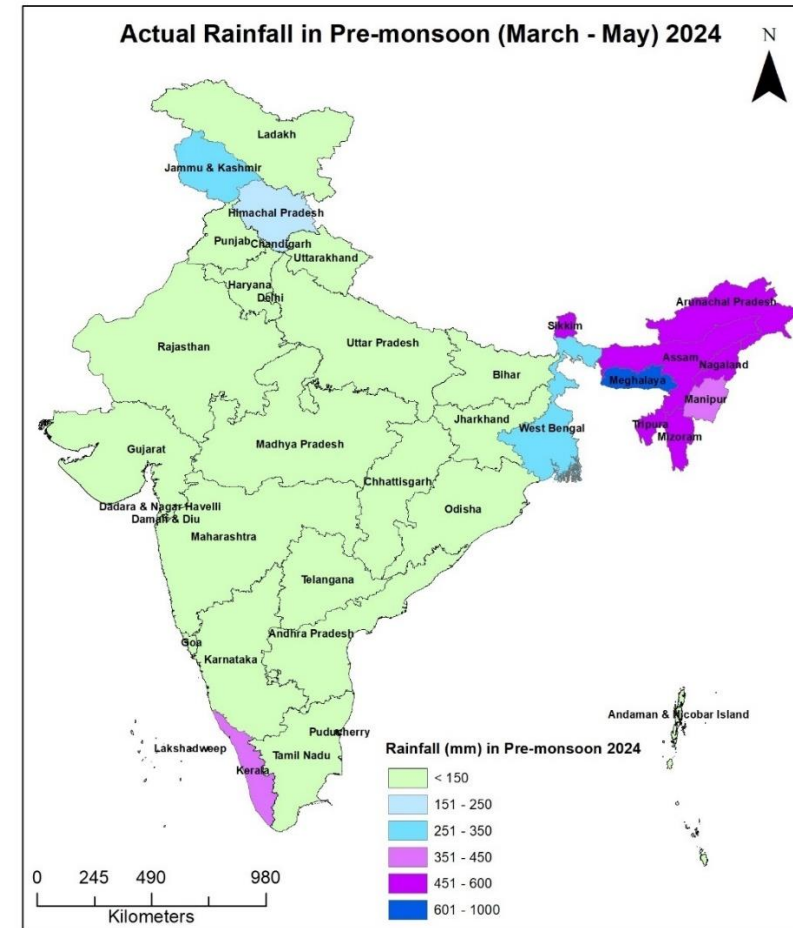 Actual Rainfall in Pre-monsoon (March - May) 2024
N
Ladakh
Jammu & Kashmir
Himachal Pradesh
Punjab
Chandigarh
Uttarakhand
Haryana
Delhi
Arunachal Pradesh
Sikkim
Rajasthan
Uttar Pradesh
Assam
Nagaland
Bihar
Meghalaya
Manipur
Jharkhand
West Bengal
Tripura
Mizoram
Gujarat
Madhya Pradesh
Chhattisgarh
Dadara & Nagar Havelli
Daman & Diu
Odisha
Maharashtra
Telangana
Goa
Andhra Pradesh
Karnataka
Andaman & Nicobar Island
Puducherry
Lakshadweep
Tamil Nadu
Kerala
Rainfall (mm) in Pre-monsoon 2024
< 150
151 - 250
251 - 350
351 - 450
451 - 600
601 - 1000
0 245 490 980
Kilometers